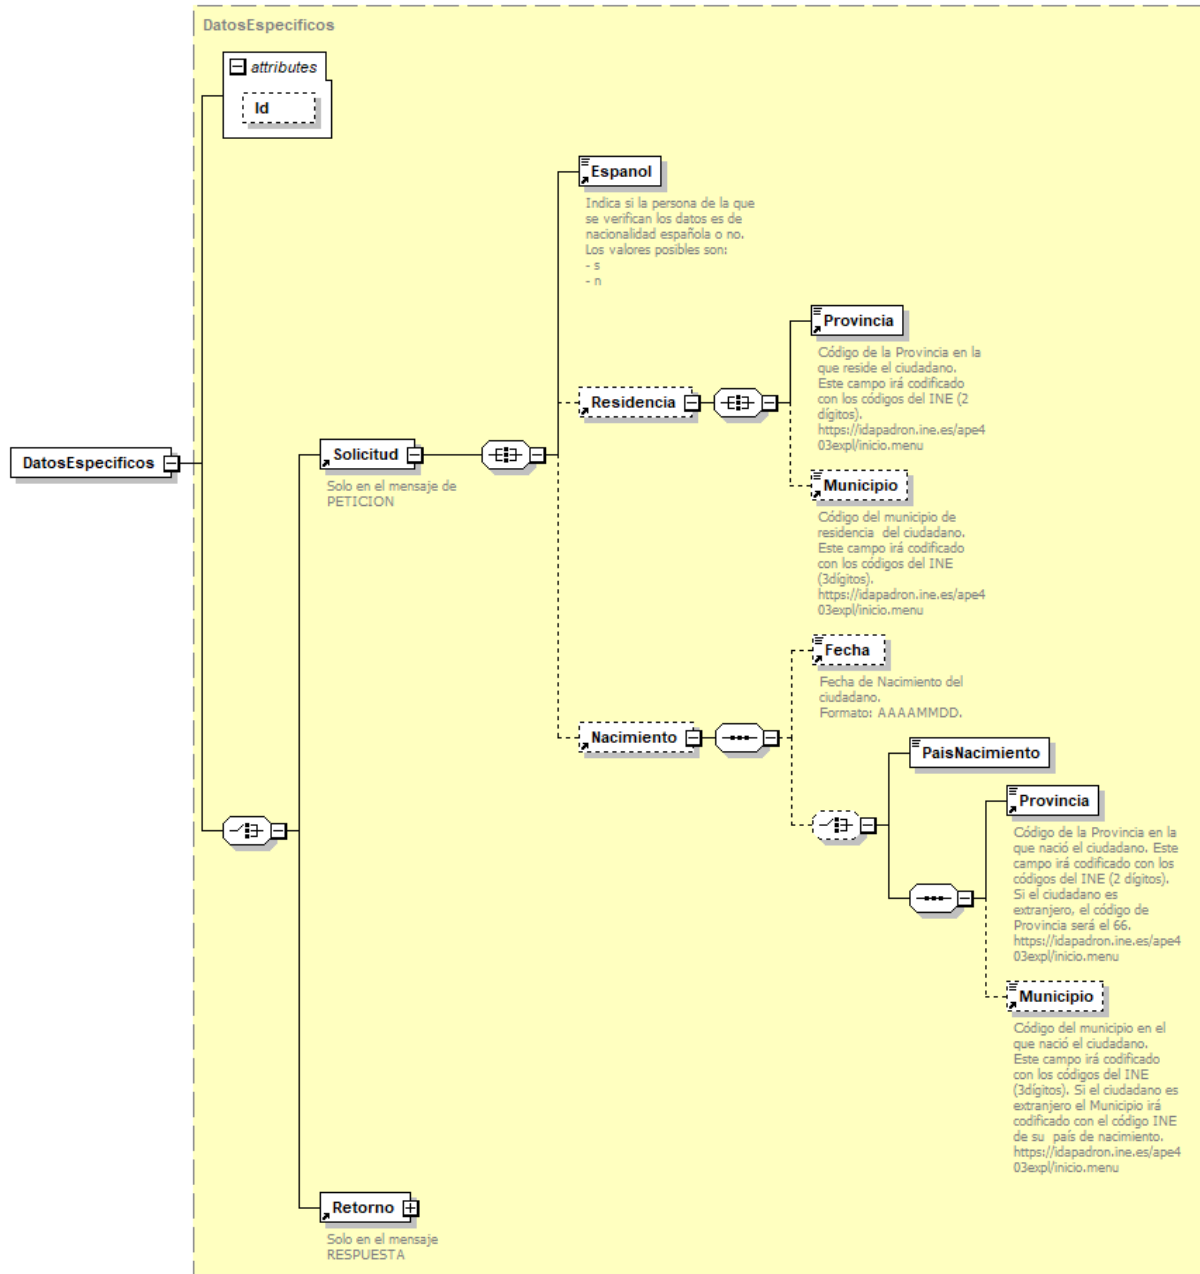 DatosEspecificos
attributes
Id
Espanol
Indica si la persona de la que
se verifican los datos es de
nacionalidad española o no.
Los valores posibles son:
- s
- n
Provincia
Código de la Provincia en la
que reside el ciudadano.
Este campo irá codificado
con los códigos del INE (2
dígitos).
https://idapadron.ine.es/ape4
03expl/inicio.menu
Residencia
DatosEspecificos
Solicitud
Solo en el mensaje de
PETICION
Municipio
Código del municipio de
residencia  del ciudadano.
Este campo irá codificado
con los códigos del INE
(3dígitos).
https://idapadron.ine.es/ape4
03expl/inicio.menu
Fecha
Fecha de Nacimiento del
ciudadano.
Formato: AAAAMMDD.
Nacimiento
PaisNacimiento
Provincia
Código de la Provincia en la
que nació el ciudadano. Este
campo irá codificado con los
códigos del INE (2 dígitos).
Si el ciudadano es
extranjero, el código de
Provincia será el 66.
https://idapadron.ine.es/ape4
03expl/inicio.menu
Municipio
Código del municipio en el
que nació el ciudadano.
Este campo irá codificado
con los códigos del INE
(3dígitos). Si el ciudadano es
extranjero el Municipio irá
codificado con el código INE
de su  país de nacimiento.
https://idapadron.ine.es/ape4
03expl/inicio.menu
Retorno
Solo en el mensaje
RESPUESTA